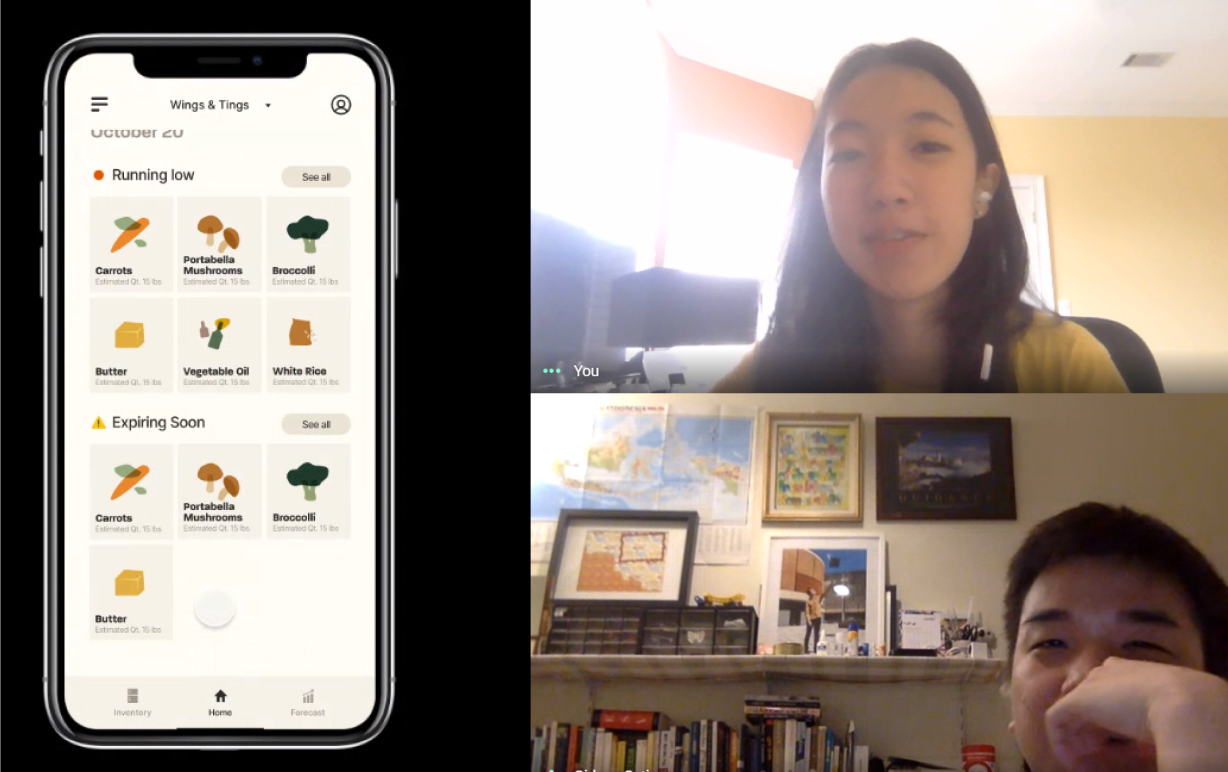 Wings & Tings
October 20
Running low
See all
Carrots
Estimated Qt. 15 lbs
Portabella
Mushrooms
Estimated Qt. 15 lbs
Broccolli
Estimated Qt. 15 lbs
Butter
Estimated Qt. 15 lbs
Vegetable Oil
Estimated Qt. 15 lbs
White Rice
Estimated Qt. 15 lbs
Expiring Soon
See all
Carrots
Estimated Qt. 15 lbs
Portabella
Mushrooms
Estimated Qt. 15 lbs
Broccolli
Estimated Qt. 15 lbs
Butter
Estimated Qt. 15 lbs
Inventory
Home
Forecast
You
GUIDANCE